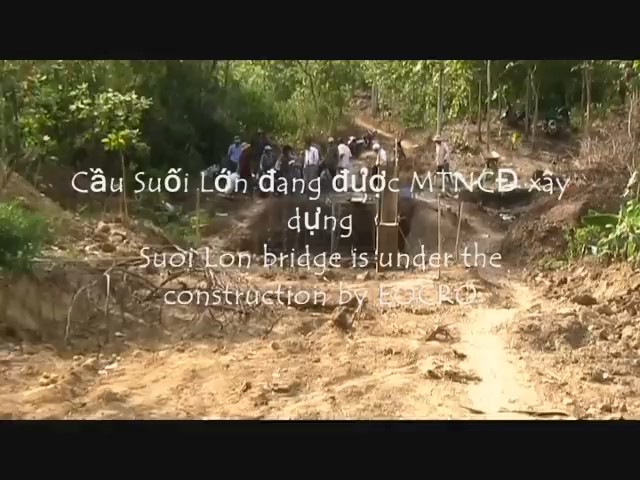 Cầu Suối Lớn đang được MTNCĐ xây
dựng
Suoi Lon bridge is under the
construction by EOCRO